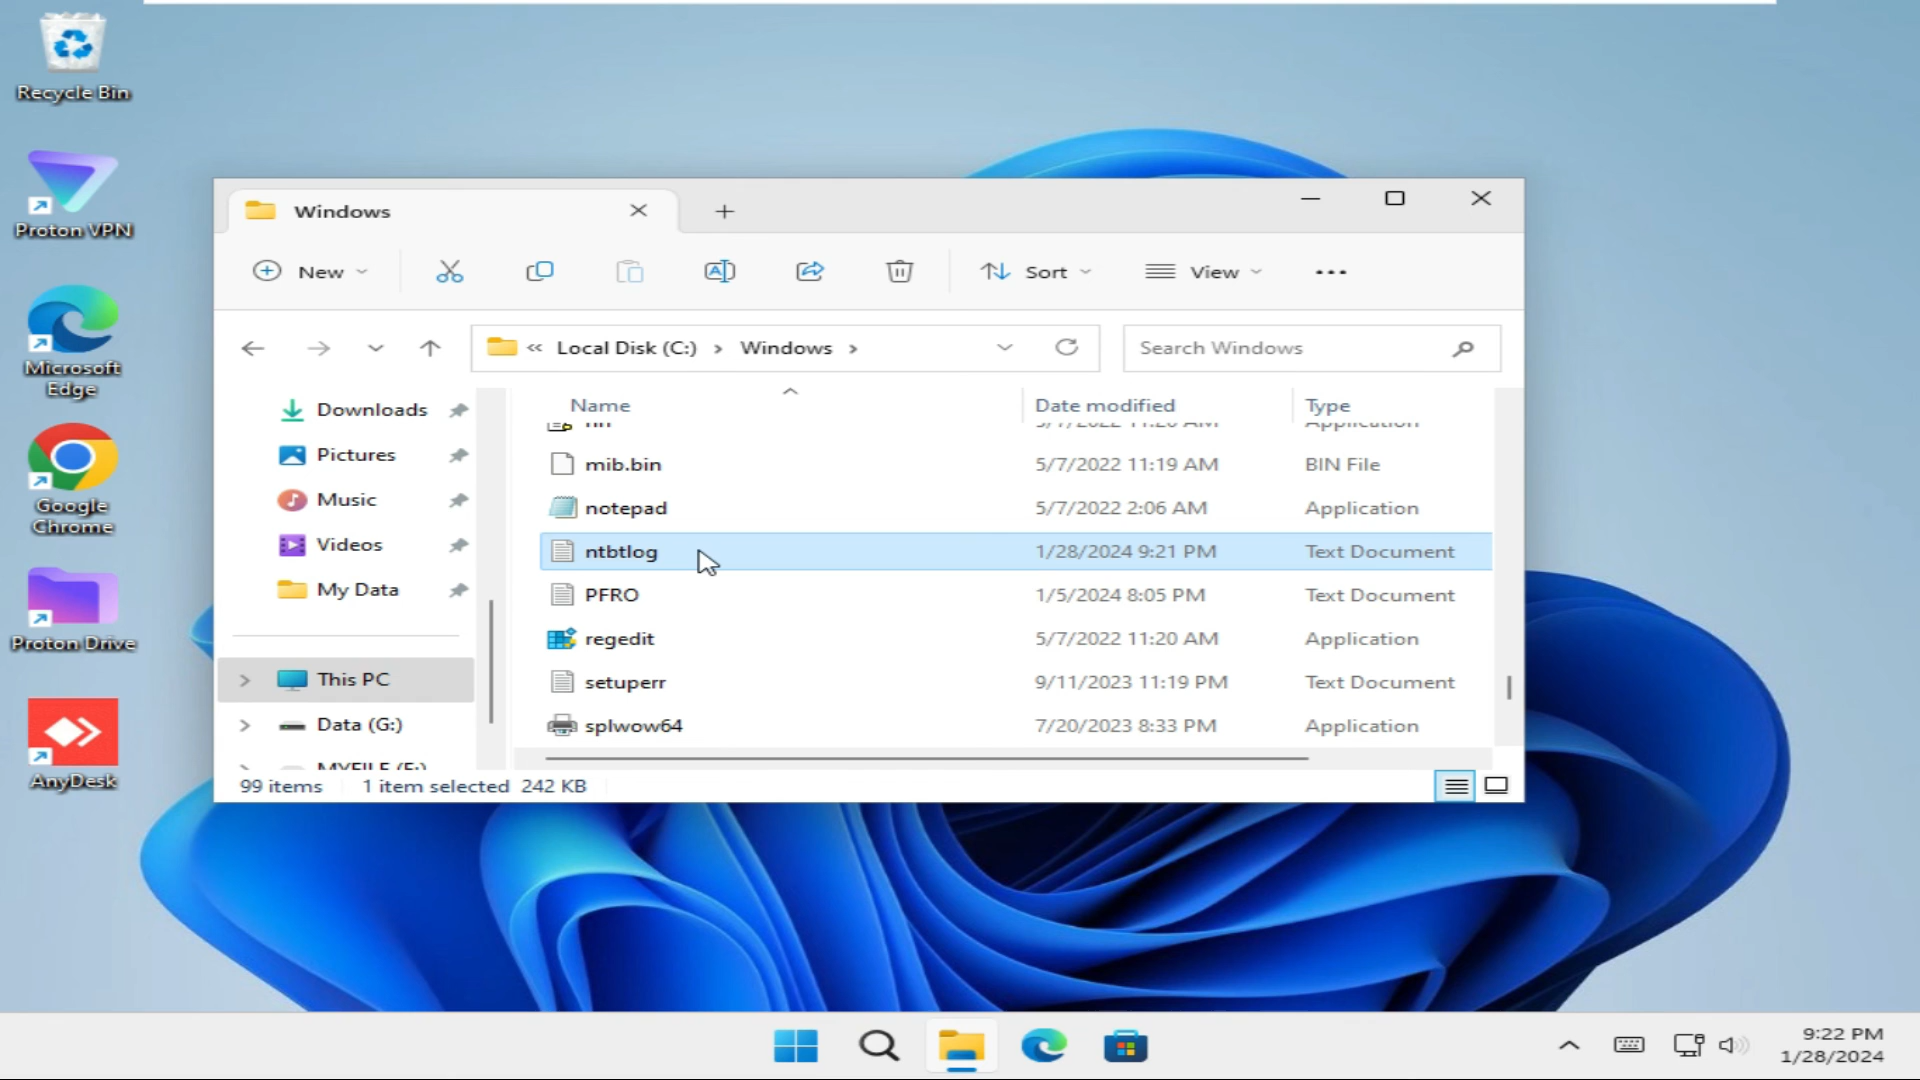 Recycle Bin
Proton VPN
Microsoft
Edge
Google
Chrome
Proton Drive
AnyDesk
Windows
New
Sort
View
Local Disk (C:)
Windows
Search Windows
Downloads
Pictures
Music
Videos
My Data
This PC
Data (G:)
Name Date modified Type
mib.bin 5/7/2022 11:19 AM BIN File
notepad 5/7/2022 2:06 AM Application
ntbtlog 1/28/2024 9:21 PM Text Document
PFRO 1/5/2024 8:05 PM Text Document
regedit 5/7/2022 11:20 AM Application
setuperr 9/11/2023 11:19 PM Text Document
splwow64 7/20/2023 8:33 PM Application
99 items 1 item selected 242 KB
9:22 PM
1/28/2024